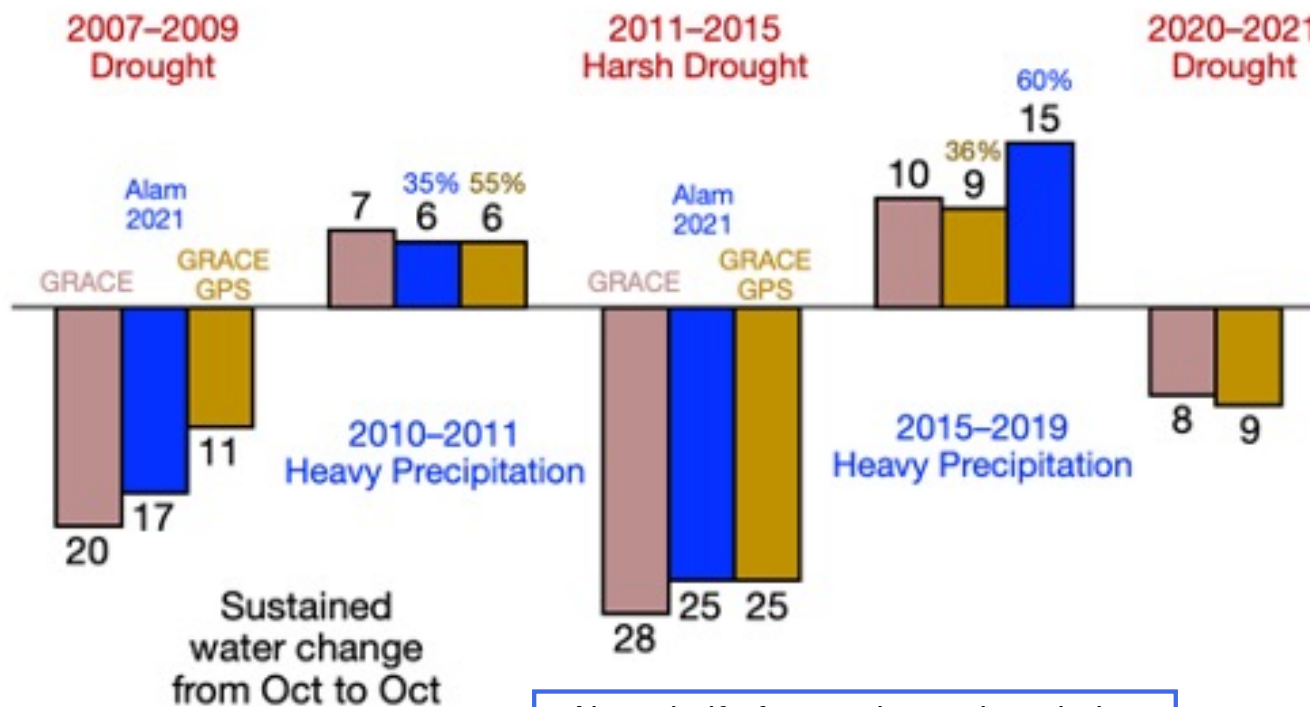 2007–2009
Drought
2011–2015
Harsh Drought
2020–2021
Drought
Alam
2021
GRACE
GRACE
GPS
35% 55%
7 6 6
Alam
2021
GRACE
GRACE
GPS
60%
36%
10 9 15
20 17 11
2010–2011
Heavy Precipitation
28 25 25
2015–2019
Heavy Precipitation
8 9
Sustained
water change
from Oct to Oct